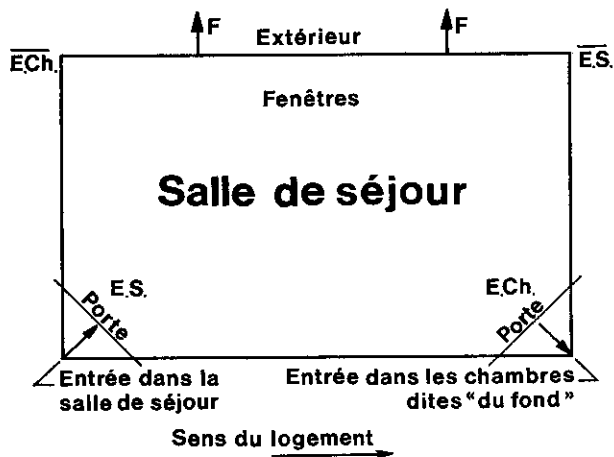 F
F
Extérieur
E.Ch.
E.S.
Fenêtres
Salle de séjour
E.S.
E.Ch.
Porte
Porte
Entrée dans la
salle de séjour
Entrée dans les chambres
dites "du fond"
Sens du logement